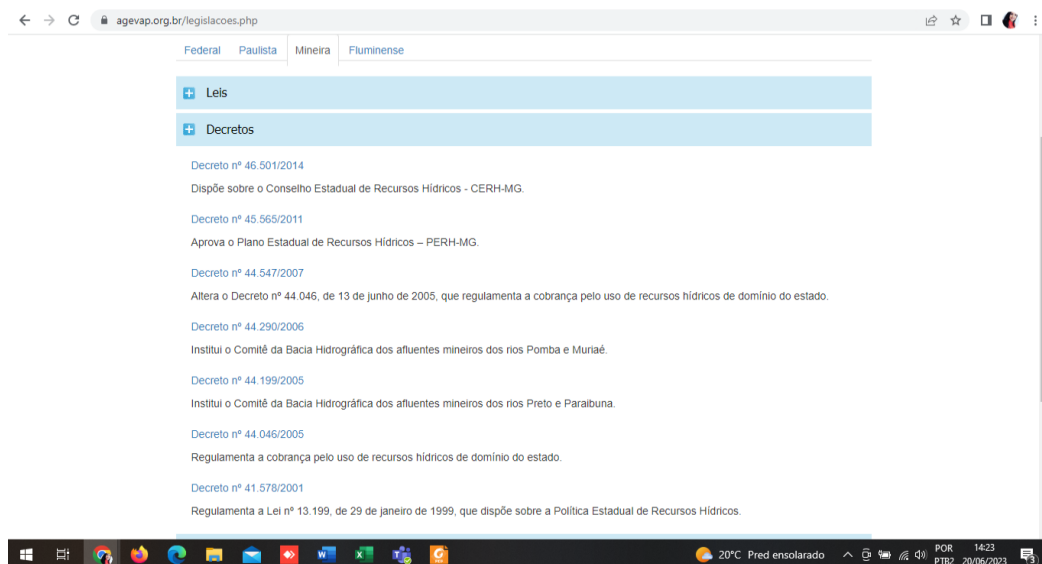 agevap.org.br/legislacoes.php
Federal Paulista Mineira Fluminense
Leis
Decretos
Decreto nº 46.501/2014
Dispõe sobre o Conselho Estadual de Recursos Hídricos - CERH-MG.
Decreto nº 45.565/2011
Aprova o Plano Estadual de Recursos Hídricos – PERH-MG.
Decreto nº 44.547/2007
Altera o Decreto nº 44.046, de 13 de junho de 2005, que regulamenta a cobrança pelo uso de recursos hídricos de domínio do estado.
Decreto nº 44.290/2006
Institui o Comitê da Bacia Hidrográfica dos afluentes mineiros dos rios Pomba e Muriaé.
Decreto nº 44.199/2005
Institui o Comitê da Bacia Hidrográfica dos afluentes mineiros dos rios Preto e Paraibuna.
Decreto nº 44.046/2005
Regulamenta a cobrança pelo uso de recursos hídricos de domínio do estado.
Decreto nº 41.578/2001
Regulamenta a Lei nº 13.199, de 29 de janeiro de 1999, que dispõe sobre a Política Estadual de Recursos Hídricos.
20°C Pred ensolarado
POR 14:23
PTB2 20/06/2023